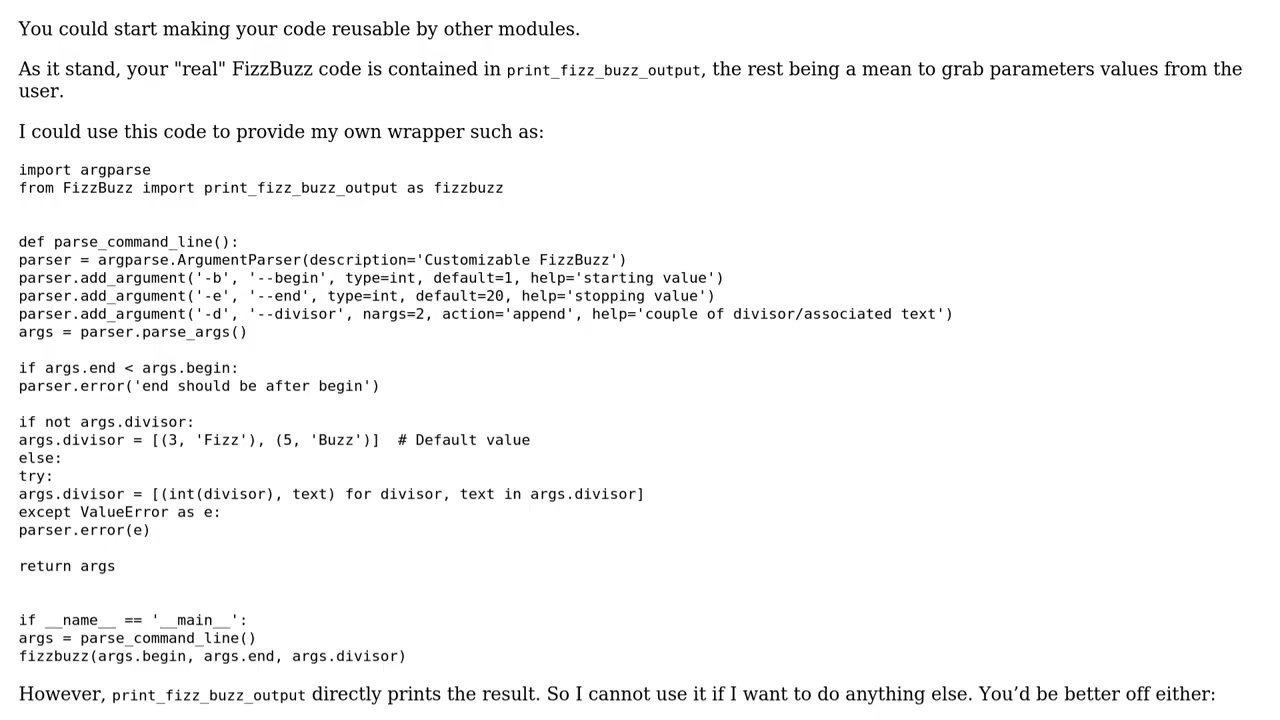 You could start making your code reusable by other modules.
As it stand, your "real" FizzBuzz code is contained in print_fizz_buzz_output, the rest being a mean to grab parameters values from the
user.
I could use this code to provide my own wrapper such as:
import argparse
from FizzBuzz import print_fizz_buzz_output as fizzbuzz
def parse_command_line():
parser = argparse.ArgumentParser(description='Customizable FizzBuzz')
parser.add_argument('-b', '--begin', type=int, default=1, help='starting value')
parser.add_argument('-e', '--end', type=int, default=20, help='stopping value')
parser.add_argument('-d', '--divisor', nargs=2, action='append', help='couple of divisor/associated text')
args = parser.parse_args()
if args.end < args.begin:
parser.error('end should be after begin')
if not args.divisor:
args.divisor = [(3, 'Fizz'), (5, 'Buzz')]  # Default value
else:
try:
args.divisor = [(int(divisor), text) for divisor, text in args.divisor]
except ValueError as e:
parser.error(e)
return args
if __name__ == '__main__':
args = parse_command_line()
fizzbuzz(args.begin, args.end, args.divisor)
However, print_fizz_buzz_output directly prints the result. So I cannot use it if I want to do anything else. You’d be better off either: